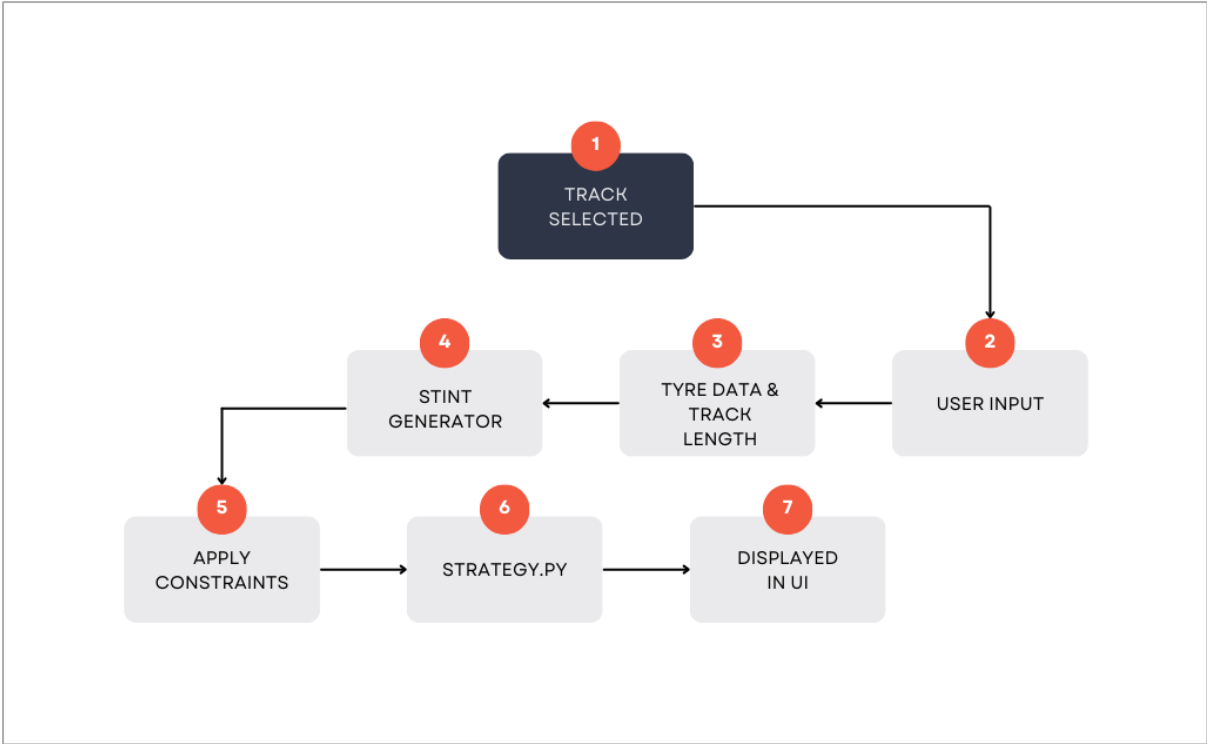 1
TRACK
SELECTED
2
USER INPUT
3
TYRE DATA &
TRACK
LENGTH
4
STINT
GENERATOR
5
APPLY
CONSTRAINTS
6
STRATEGY.PY
7
DISPLAYED
IN UI